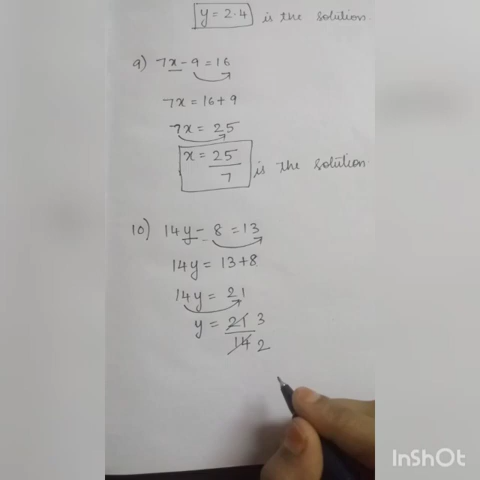 y = 2.4 is the solution
9) 7x - 9 = 16
7x = 16 + 9
7x = 25
x = 25/7 is the solution
10) 14y - 8 = 13
14y = 13 + 8
14y = 21
y = 21/14 3/2
InShOt